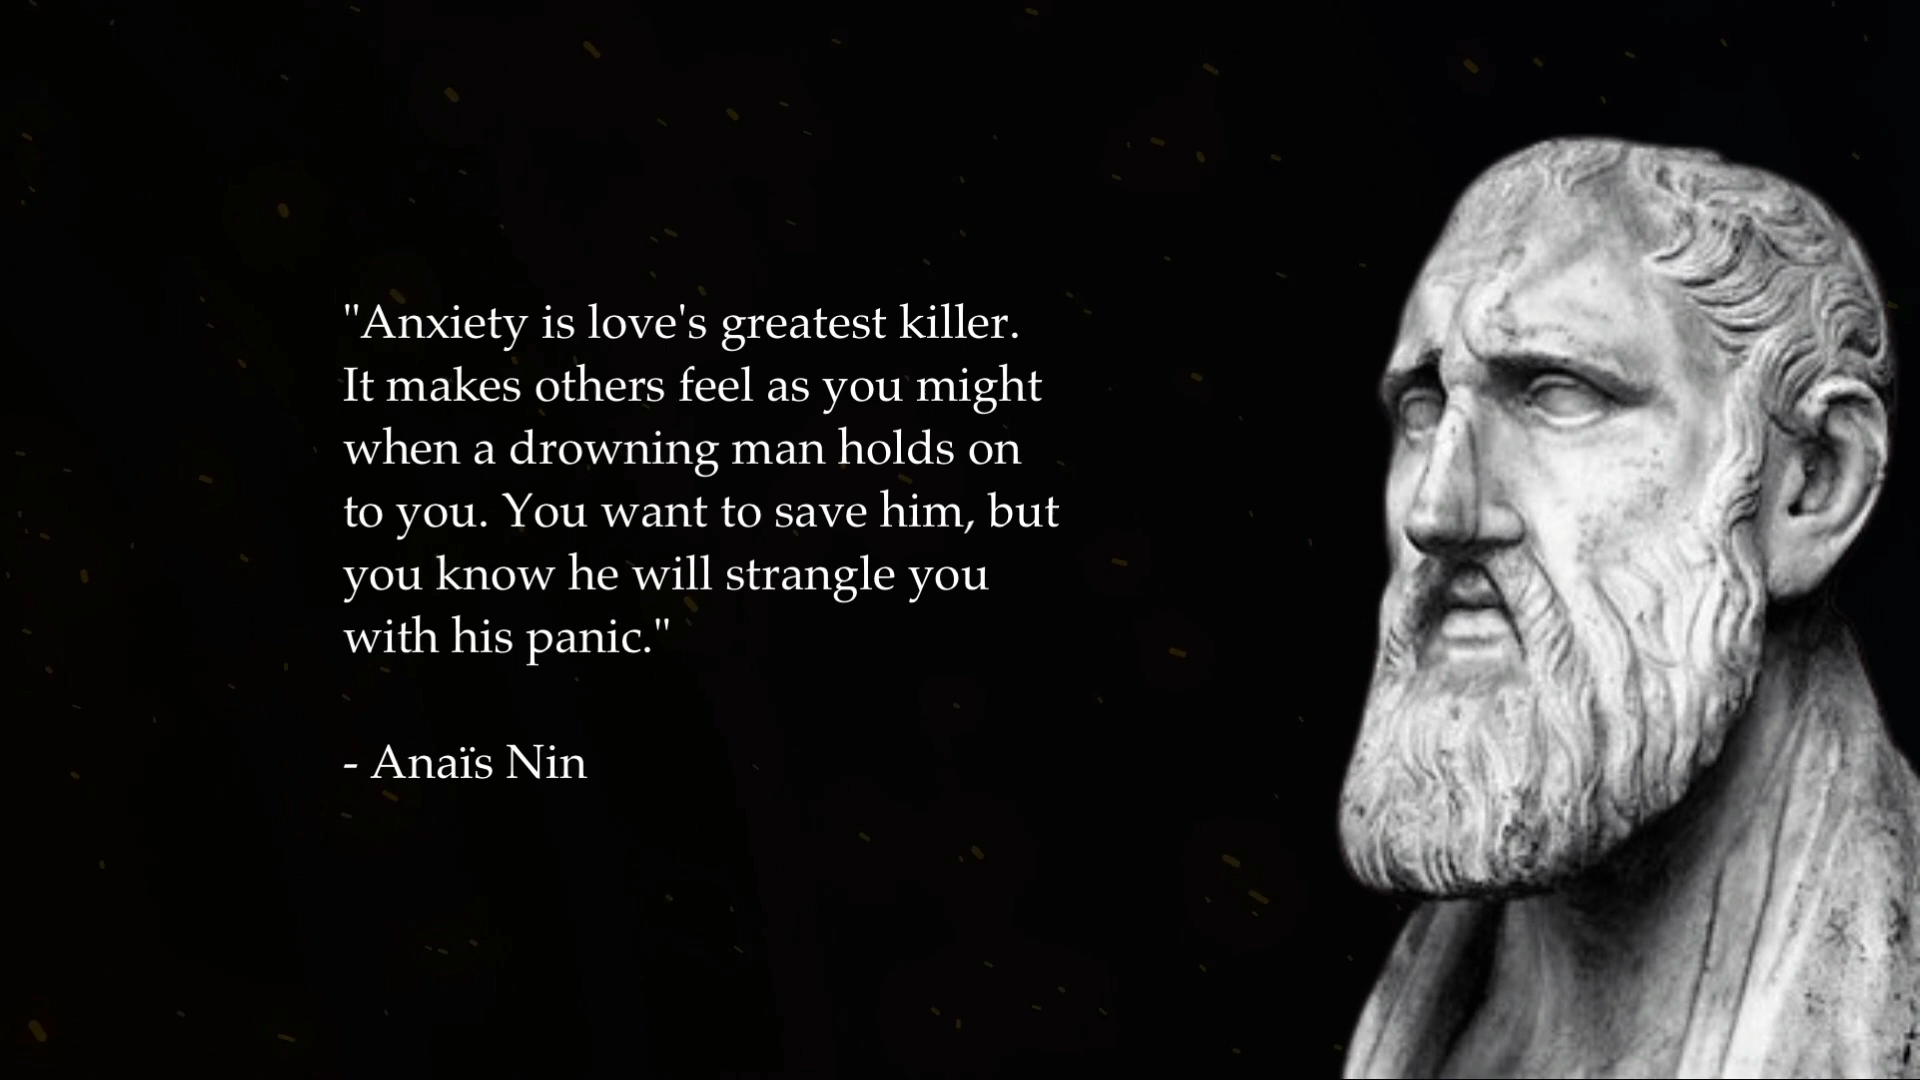 "Anxiety is love's greatest killer.
It makes others feel as you might
when a drowning man holds on
to you. You want to save him, but
you know he will strangle you
with his panic."
- Anaïs Nin